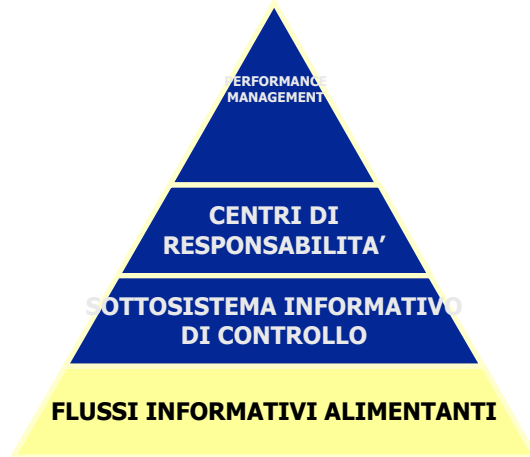 PERFORMANCE
MANAGEMENT
CENTRI DI
RESPONSABILITA’
SOTTOSISTEMA INFORMATIVO
DI CONTROLLO
FLUSSI INFORMATIVI ALIMENTANTI